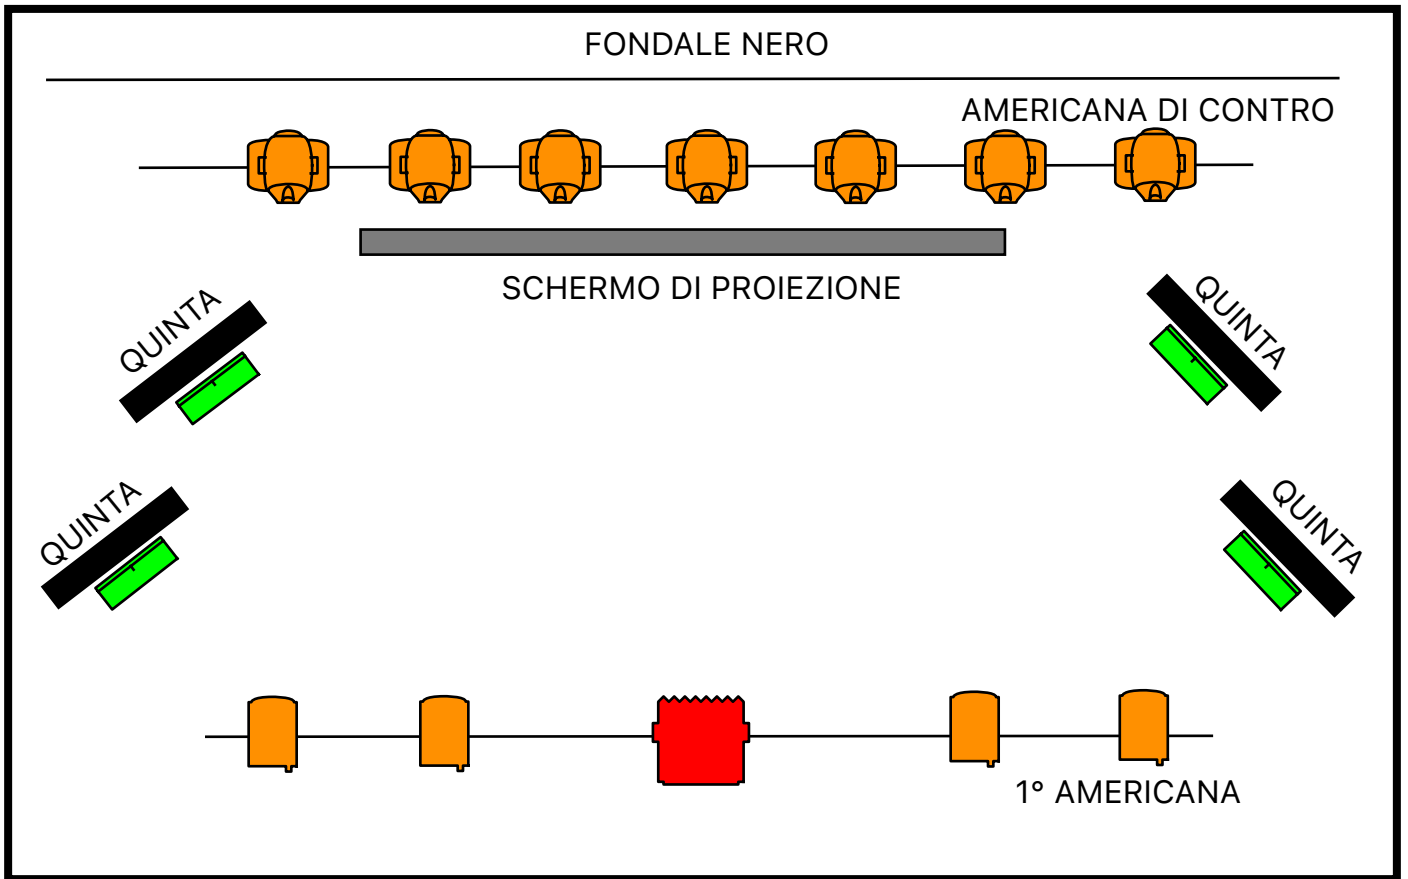 FONDALE NERO
AMERICANA DI CONTRO
SCHERMO DI PROIEZIONE
QUINTA
QUINTA
QUINTA
QUINTA
1° AMERICANA